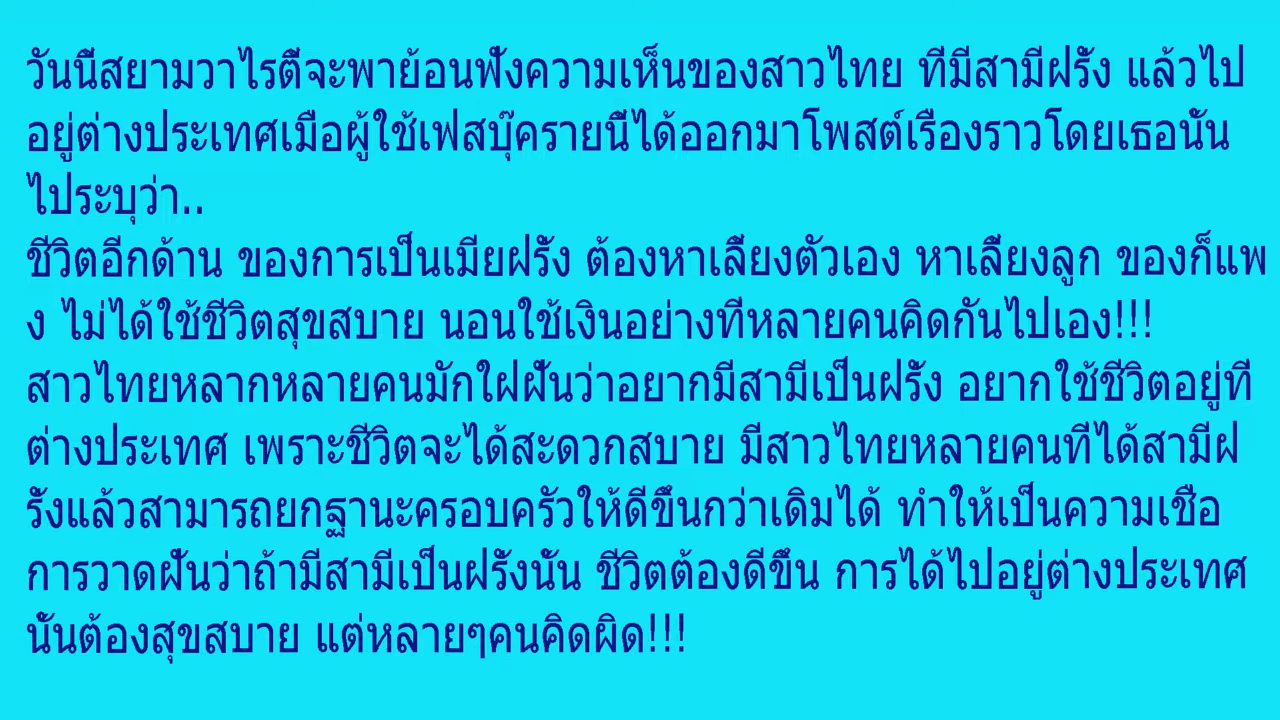 วันนี้สยามวาไรตี้จะพาย้อนฟังความเห็นของสาวไทย ที่มีสามีฝรั่ง แล้วไป
อยู่ต่างประเทศเมื่อผู้ใช้เฟสบุ๊ครายนี้ได้ออกมาโพสต์เรื่องราวโดยเธอนั้น
ไประบุว่า..
ชีวิตอีกด้าน ของการเป็นเมียฝรั่ง ต้องหาเลี้ยงตัวเอง หาเลี้ยงลูก ของก็แพ
ง ไม่ได้ใช้ชีวิตสุขสบาย นอนใช้เงินอย่างที่หลายคนคิดกันไปเอง!!!
สาวไทยหลากหลายคนมักใฝ่ฝันว่าอยากมีสามีเป็นฝรั่ง อยากใช้ชีวิตอยู่ที่
ต่างประเทศ เพราะชีวิตจะได้สะดวกสบาย มีสาวไทยหลายคนที่ได้สามีฝ
รั่งแล้วสามารถยกฐานะครอบครัวให้ดีขึ้นกว่าเดิมได้ ทำให้เป็นความเชื่อ
การวาดฝันว่าถ้ามีสามีเป็นฝรั่งนั้น ชีวิตต้องดีขึ้น การได้ไปอยู่ต่างประเทศ
นั้นต้องสุขสบาย แต่หลายๆคนคิดผิด!!!